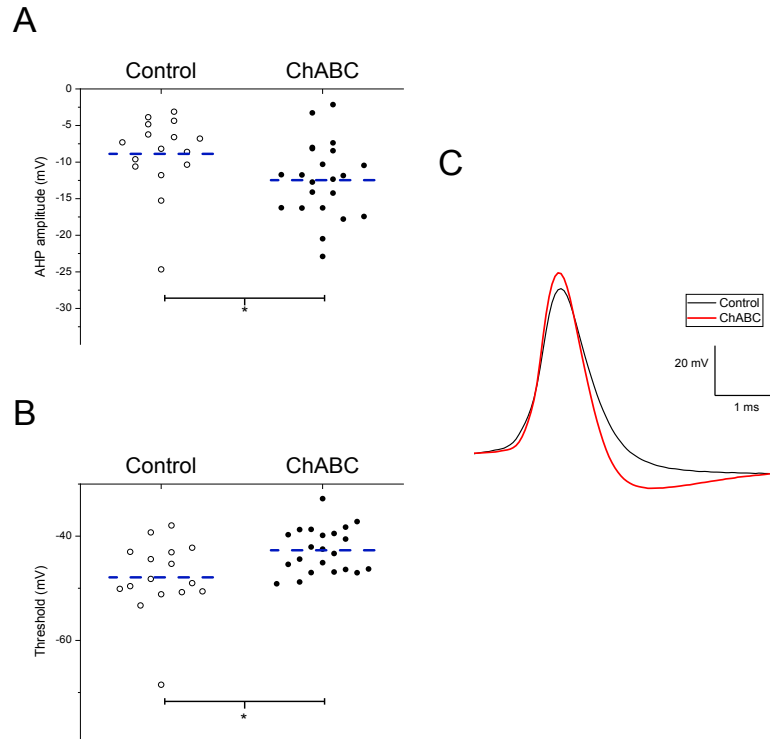 A
Control
ChABC
0
-5
-10
-15
-20
-25
-30
AHP amplitude (mV)
*
B
Control
ChABC
-40
-60
Threshold (mV)
*
C
Control
ChABC
20 mV
1 ms